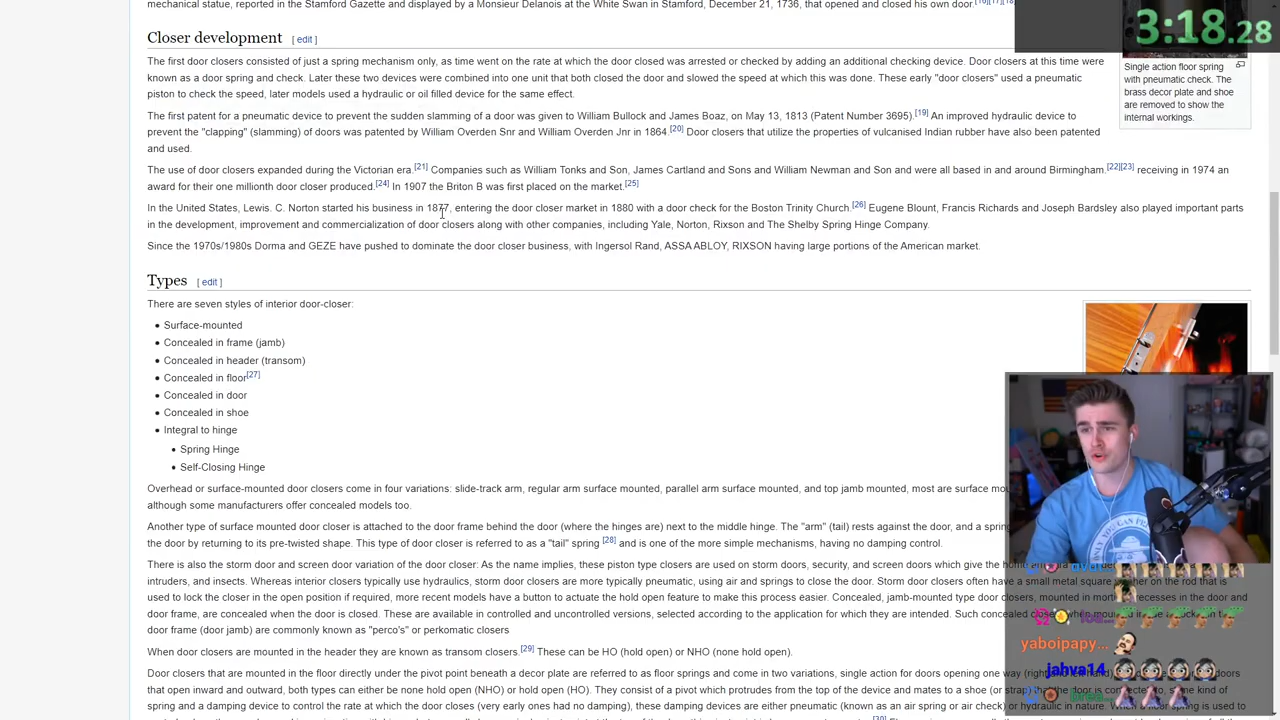 mechanical statue, reported in the Stamford Gazette and displayed by a Monsieur Delanois at the White Swan in Stamford, December 21, 1736, that opened and closed his own door.[16][17][18]
3:18.28
Closer development [ edit ]
The first door closers consisted of just a spring mechanism only, as time went on the rate at which the door closed was arrested or checked by adding an additional checking device. Door closers at this time were
known as a door spring and check. Later these two devices were combined into one unit that both closed the door and slowed the speed at which this was done. These early "door closers" used a pneumatic
piston to check the speed, later models used a hydraulic or oil filled device for the same effect.
Single action floor spring
with pneumatic check. The
brass decor plate and shoe
are removed to show the
internal workings.
The first patent for a pneumatic device to prevent the sudden slamming of a door was given to William Bullock and James Boaz, on May 13, 1813 (Patent Number 3695).[19] An improved hydraulic device to
prevent the "clapping" (slamming) of doors was patented by William Overden Snr and William Overden Jnr in 1864.[20] Door closers that utilize the properties of vulcanised Indian rubber have also been patented
and used.
The use of door closers expanded during the Victorian era.[21] Companies such as William Tonks and Son, James Cartland and Sons and William Newman and Son and were all based in and around Birmingham.[22][23] receiving in 1974 an
award for their one millionth door closer produced.[24] In 1907 the Briton B was first placed on the market.[25]
In the United States, Lewis. C. Norton started his business in 1877, entering the door closer market in 1880 with a door check for the Boston Trinity Church.[26] Eugene Blount, Francis Richards and Joseph Bardsley also played important parts
in the development, improvement and commercialization of door closers along with other companies, including Yale, Norton, Rixson and The Shelby Spring Hinge Company.
Since the 1970s/1980s Dorma and GEZE have pushed to dominate the door closer business, with Ingersol Rand, ASSA ABLOY, RIXSON having large portions of the American market.
Types [ edit ]
There are seven styles of interior door-closer:
• Surface-mounted
• Concealed in frame (jamb)
• Concealed in header (transom)
• Concealed in floor[27]
• Concealed in door
• Concealed in shoe
• Integral to hinge
• Spring Hinge
• Self-Closing Hinge
Overhead or surface-mounted door closers come in four variations: slide-track arm, regular arm surface mounted, parallel arm surface mounted, and top jamb mounted, most are surface
although some manufacturers offer concealed models too.
Another type of surface mounted door closer is attached to the door frame behind the door (where the hinges are) next to the middle hinge. The "arm" (tail) rests against the door, and a spring
the door by returning to its pre-twisted shape. This type of door closer is referred to as a "tail" spring [28] and is one of the more simple mechanisms, having no damping control.
There is also the storm and screen door variation of the door closer: As the name implies, these piston type closers are used on storm doors, security, and screen doors which give the
intruders, and insects. Whereas interior closers typically use hydraulics, storm door closers are more typically pneumatic, using air and springs to close the door. Storm door closers often have a small metal square on the rod that is
used to lock the closer in the open position if required, more recent models have a button to actuate the hold open feature to make this process easier. Concealed, jamb-mounted type door closers, mounted in recesses in the door and
door frame, are concealed when the door is closed. These are available in controlled and uncontrolled versions, selected according to the application for which they are intended. Such concealed
door frame (door jamb) are commonly known as "perco's" or perkomatic closers
yaboipapy...
When door closers are mounted in the header they are known as transom closers.[29] These can be HO (hold open) or NHO (none hold open).
jahva14
Door closers that are mounted in the floor directly under the pivot point beneath a decor plate are referred to as floor springs and come in two variations, single action for doors opening one way
that open inward and outward, both types can either be none hold open (NHO) or hold open (HO). They consist of a pivot which protrudes from the top of the device and mates to a shoe (or
spring and a damping device to control the rate at which the door closes (very early ones had no damping), these damping devices are either pneumatic (known as an air spring or air check) or hydraulic in nature.